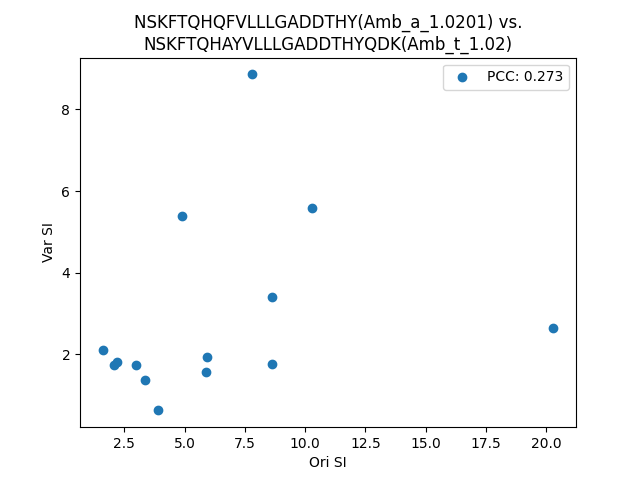 NSKFTQHQFVLLLGADDTHY(Amb_a_1.0201) vs.
NSKFTQHAYVLLLGADDTHYQDK(Amb_t_1.02)
PCC: 0.273
8
6
4
2
Var SI
2.5 5.0 7.5 10.0 12.5 15.0 17.5 20.0
Ori SI